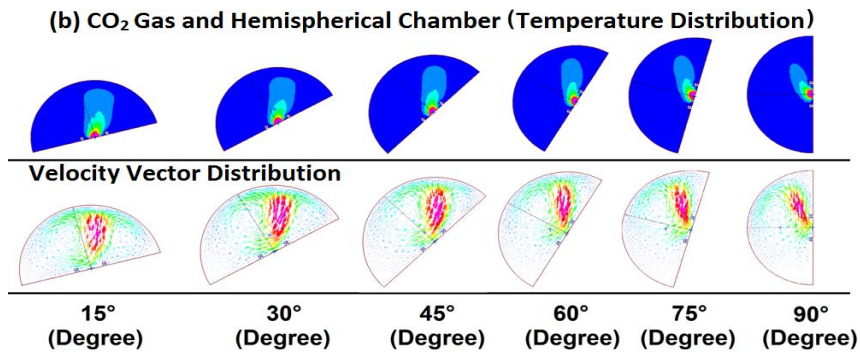 (b) CO₂ Gas and Hemispherical Chamber (Temperature Distribution)
Velocity Vector Distribution
15° 30° 45° 60° 75° 90°
(Degree) (Degree) (Degree) (Degree) (Degree) (Degree)